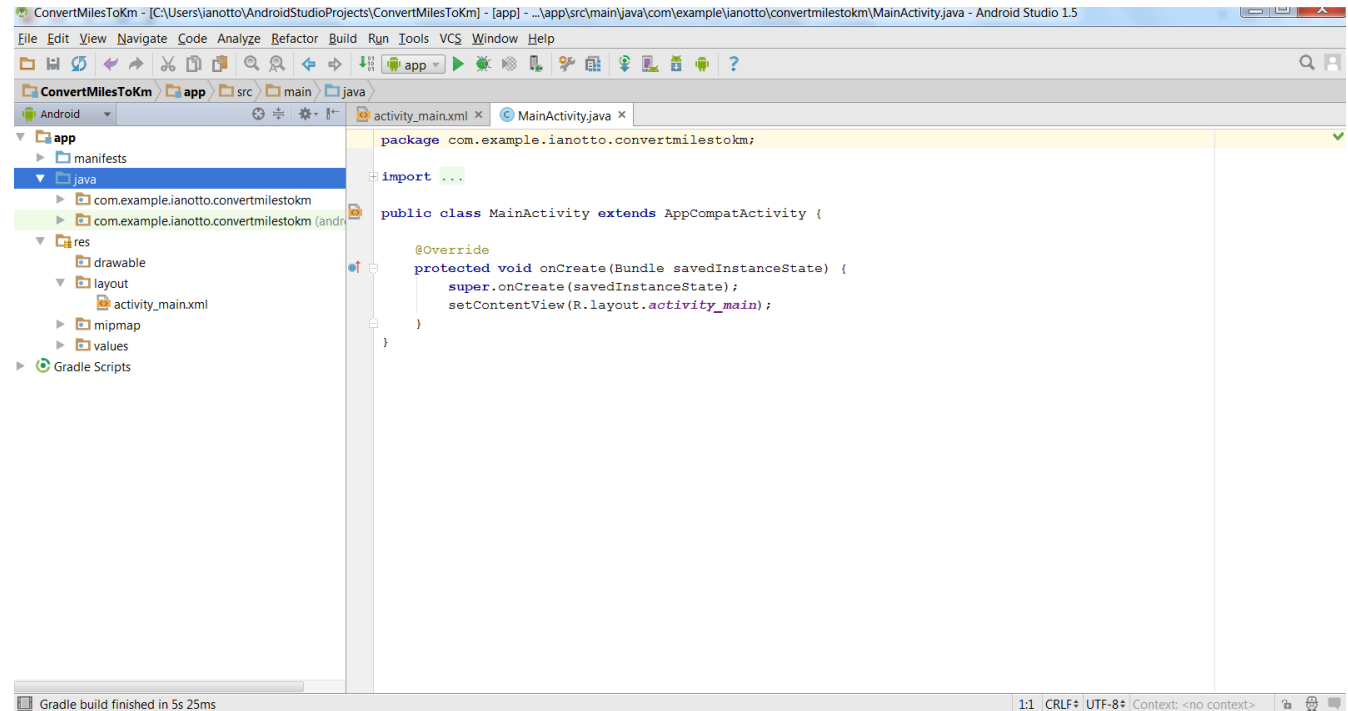 ConvertMilesToKm - [C:\Users\ianotto\AndroidStudioProjects\ConvertMilesToKm] - [app] - ...\app\src\main\java\com\example\ianotto\convertmilestokm\MainActivity.java - Android Studio 1.5
File Edit View Navigate Code Analyze Refactor Build Run Tools VCS Window Help
app
?
ConvertMilesToKm app src main java
Android
activity_main.xml × MainActivity.java ×
app
manifests
java
com.example.ianotto.convertmilestokm
com.example.ianotto.convertmilestokm (andr
res
drawable
layout
activity_main.xml
mipmap
values
Gradle Scripts
package com.example.ianotto.convertmilestokm;
import ...
public class MainActivity extends AppCompatActivity {
@Override
protected void onCreate(Bundle savedInstanceState) {
super.onCreate(savedInstanceState);
setContentView(R.layout.activity_main);
}
}
Gradle build finished in 5s 25ms
1:1 CRLF UTF-8 Context: <no context>